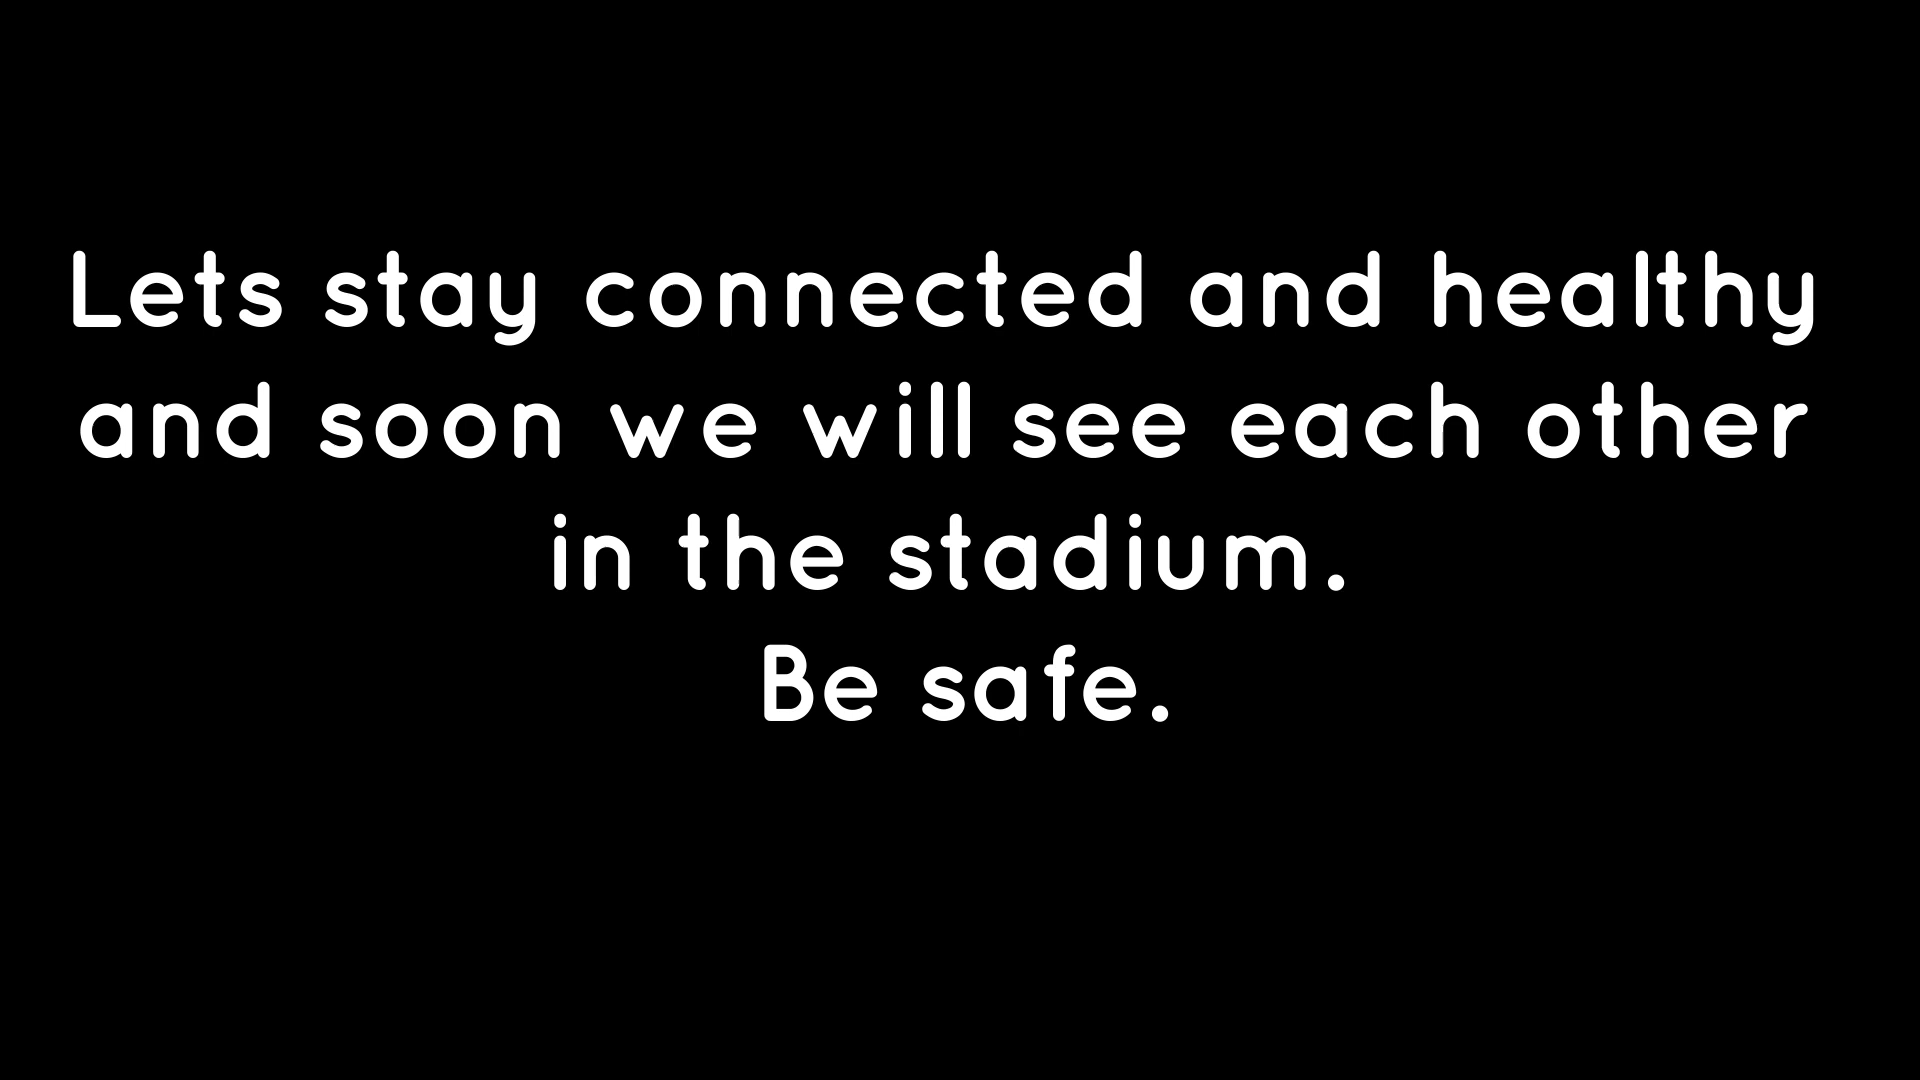 Lets stay connected and healthy
and soon we will see each other
in the stadium.
Be safe.